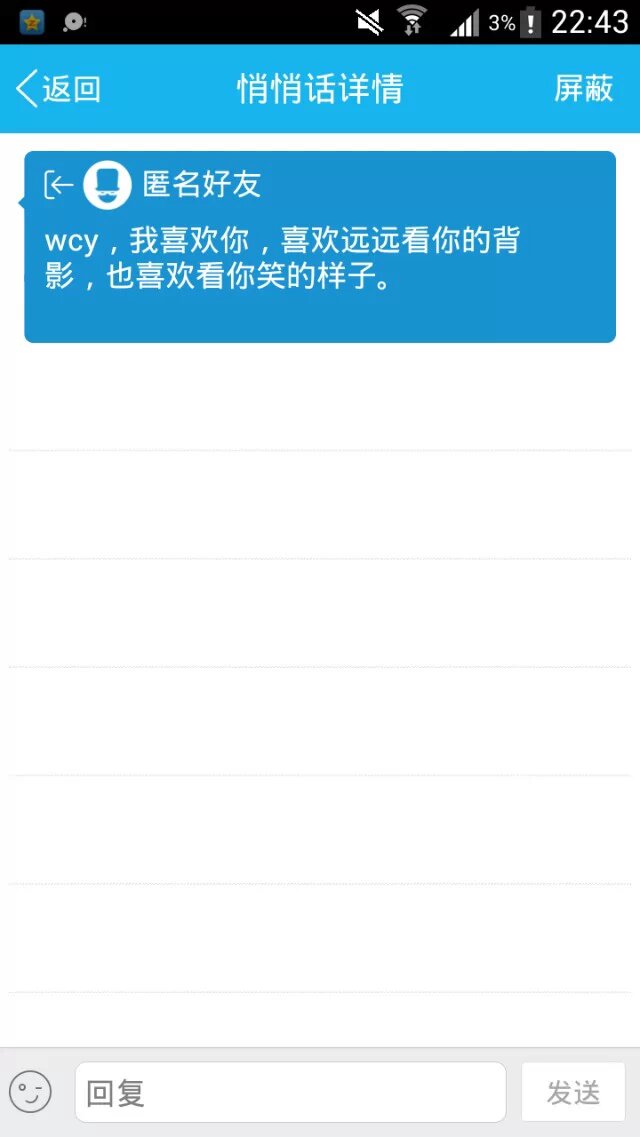 3% 22:43
返回 悄悄话详情 屏蔽
匿名好友
wcy，我喜欢你，喜欢远远看你的背
影，也喜欢看你笑的样子。
回复 发送